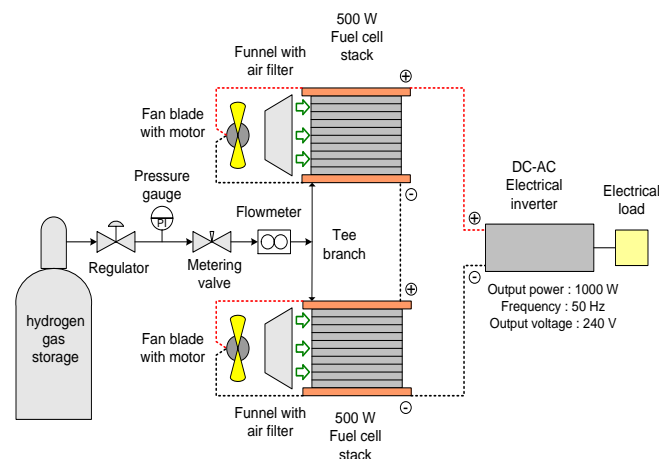 500 W
Fuel cell
stack
Funnel with
air filter
+
Fan blade
with motor
-
Pressure
gauge
PI
Flowmeter
Regulator
Metering
valve
Tee
branch
DC-AC
Electrical
inverter
Electrical
load
+
-
Output power : 1000 W
Frequency : 50 Hz
Output voltage : 240 V
hydrogen
gas
storage
+
Fan blade
with motor
-
Funnel with
air filter
500 W
Fuel cell
stack